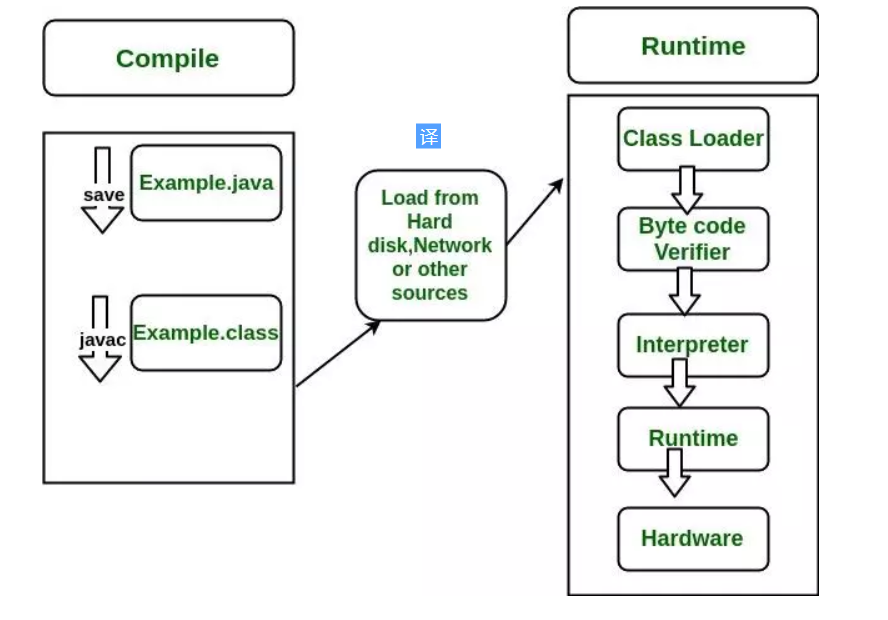 Compile
save
Example.java
javac
Example.class
译
Load from
Hard
disk,Network
or other
sources
Runtime
Class Loader
Byte code
Verifier
Interpreter
Runtime
Hardware